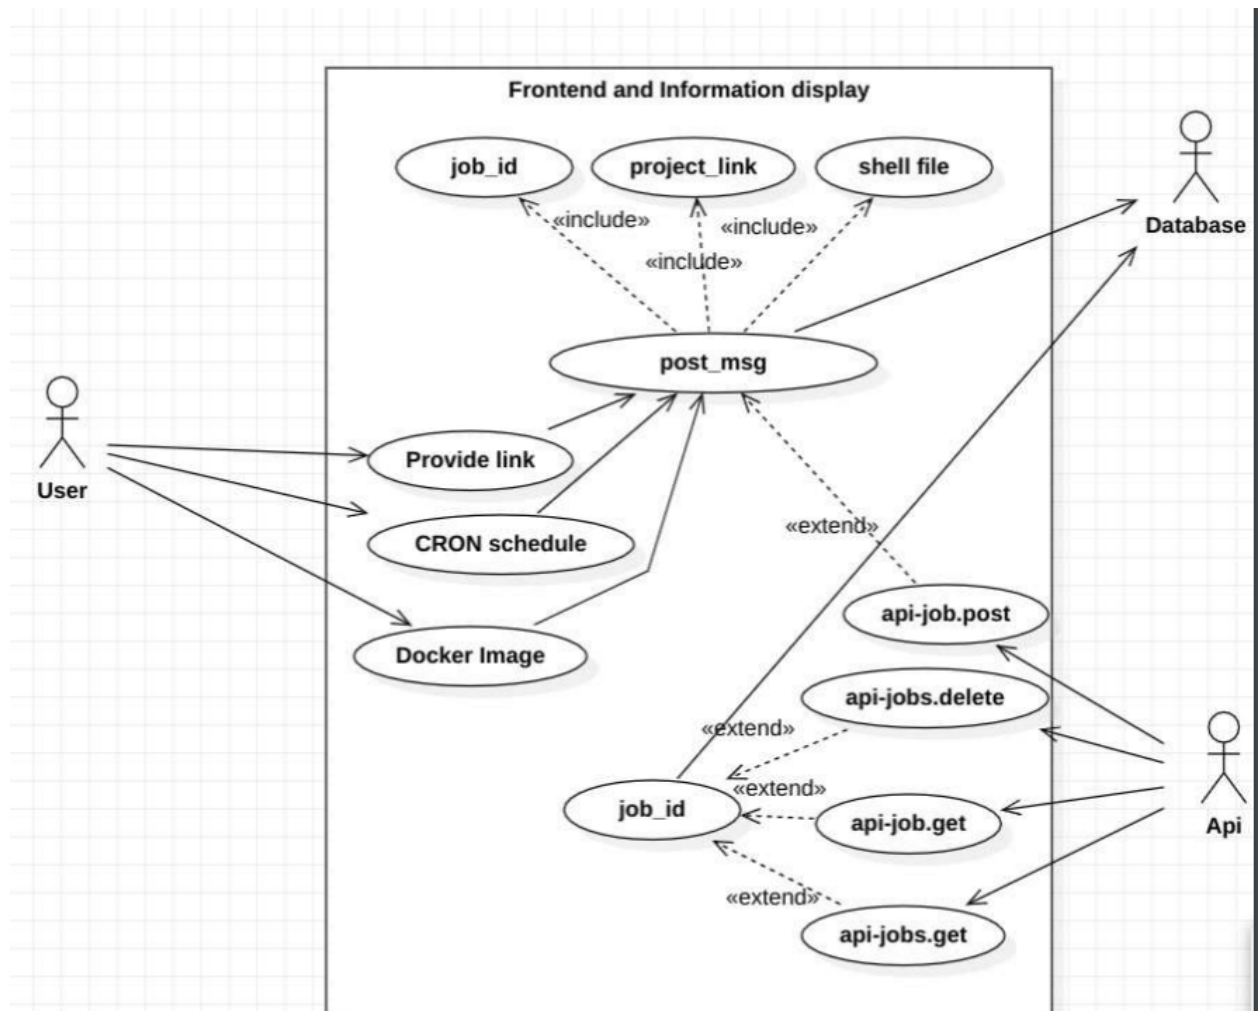 Frontend and Information display
job_id
project_link
shell file
«include»
«include»
«include»
Database
post_msg
User
Provide link
CRON schedule
«extend»
api-job.post
Docker Image
api-jobs.delete
«extend»
«extend»
job_id
api-job.get
Api
«extend»
api-jobs.get